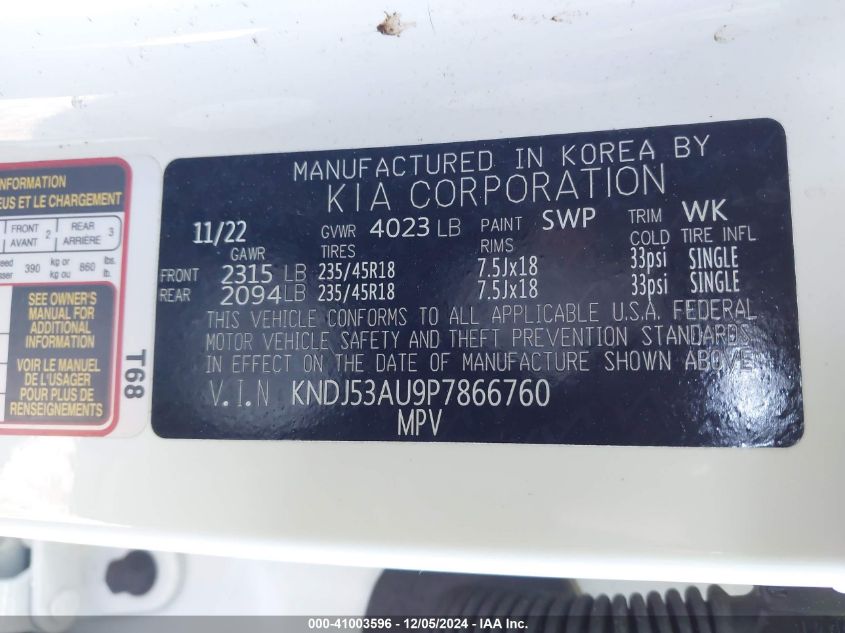 MANUFACTURED IN KOREA BY
KIA CORPORATION
11/22 GVWR 4023 LB PAINT SWP TRIM WK
GAWR TIRES RIMS COLD TIRE INFL
FRONT 2315 LB 235/45R18 7.5Jx18 33psi SINGLE
REAR 2094 LB 235/45R18 7.5Jx18 33psi SINGLE
THIS VEHICLE CONFORMS TO ALL APPLICABLE U.S.A. FEDERAL
MOTOR VEHICLE SAFETY AND THEFT PREVENTION STANDARDS
IN EFFECT ON THE DATE OF MANUFACTURE SHOWN ABOVE.
V.I.N KNDJ53AU9P7866760
MPV
INFORMATION
EUS ET LE CHARGEMENT
FRONT 2 REAR 3
AVANT ARRIÈRE
390 kg or 860 lbs.
kg ou lb.
SEE OWNER'S
MANUAL FOR
ADDITIONAL
INFORMATION
VOIR LE MANUEL
DE L'USAGER
POUR PLUS DE
RENSEIGNEMENTS
T68
000-41003596 - 12/05/2024 - IAA Inc.